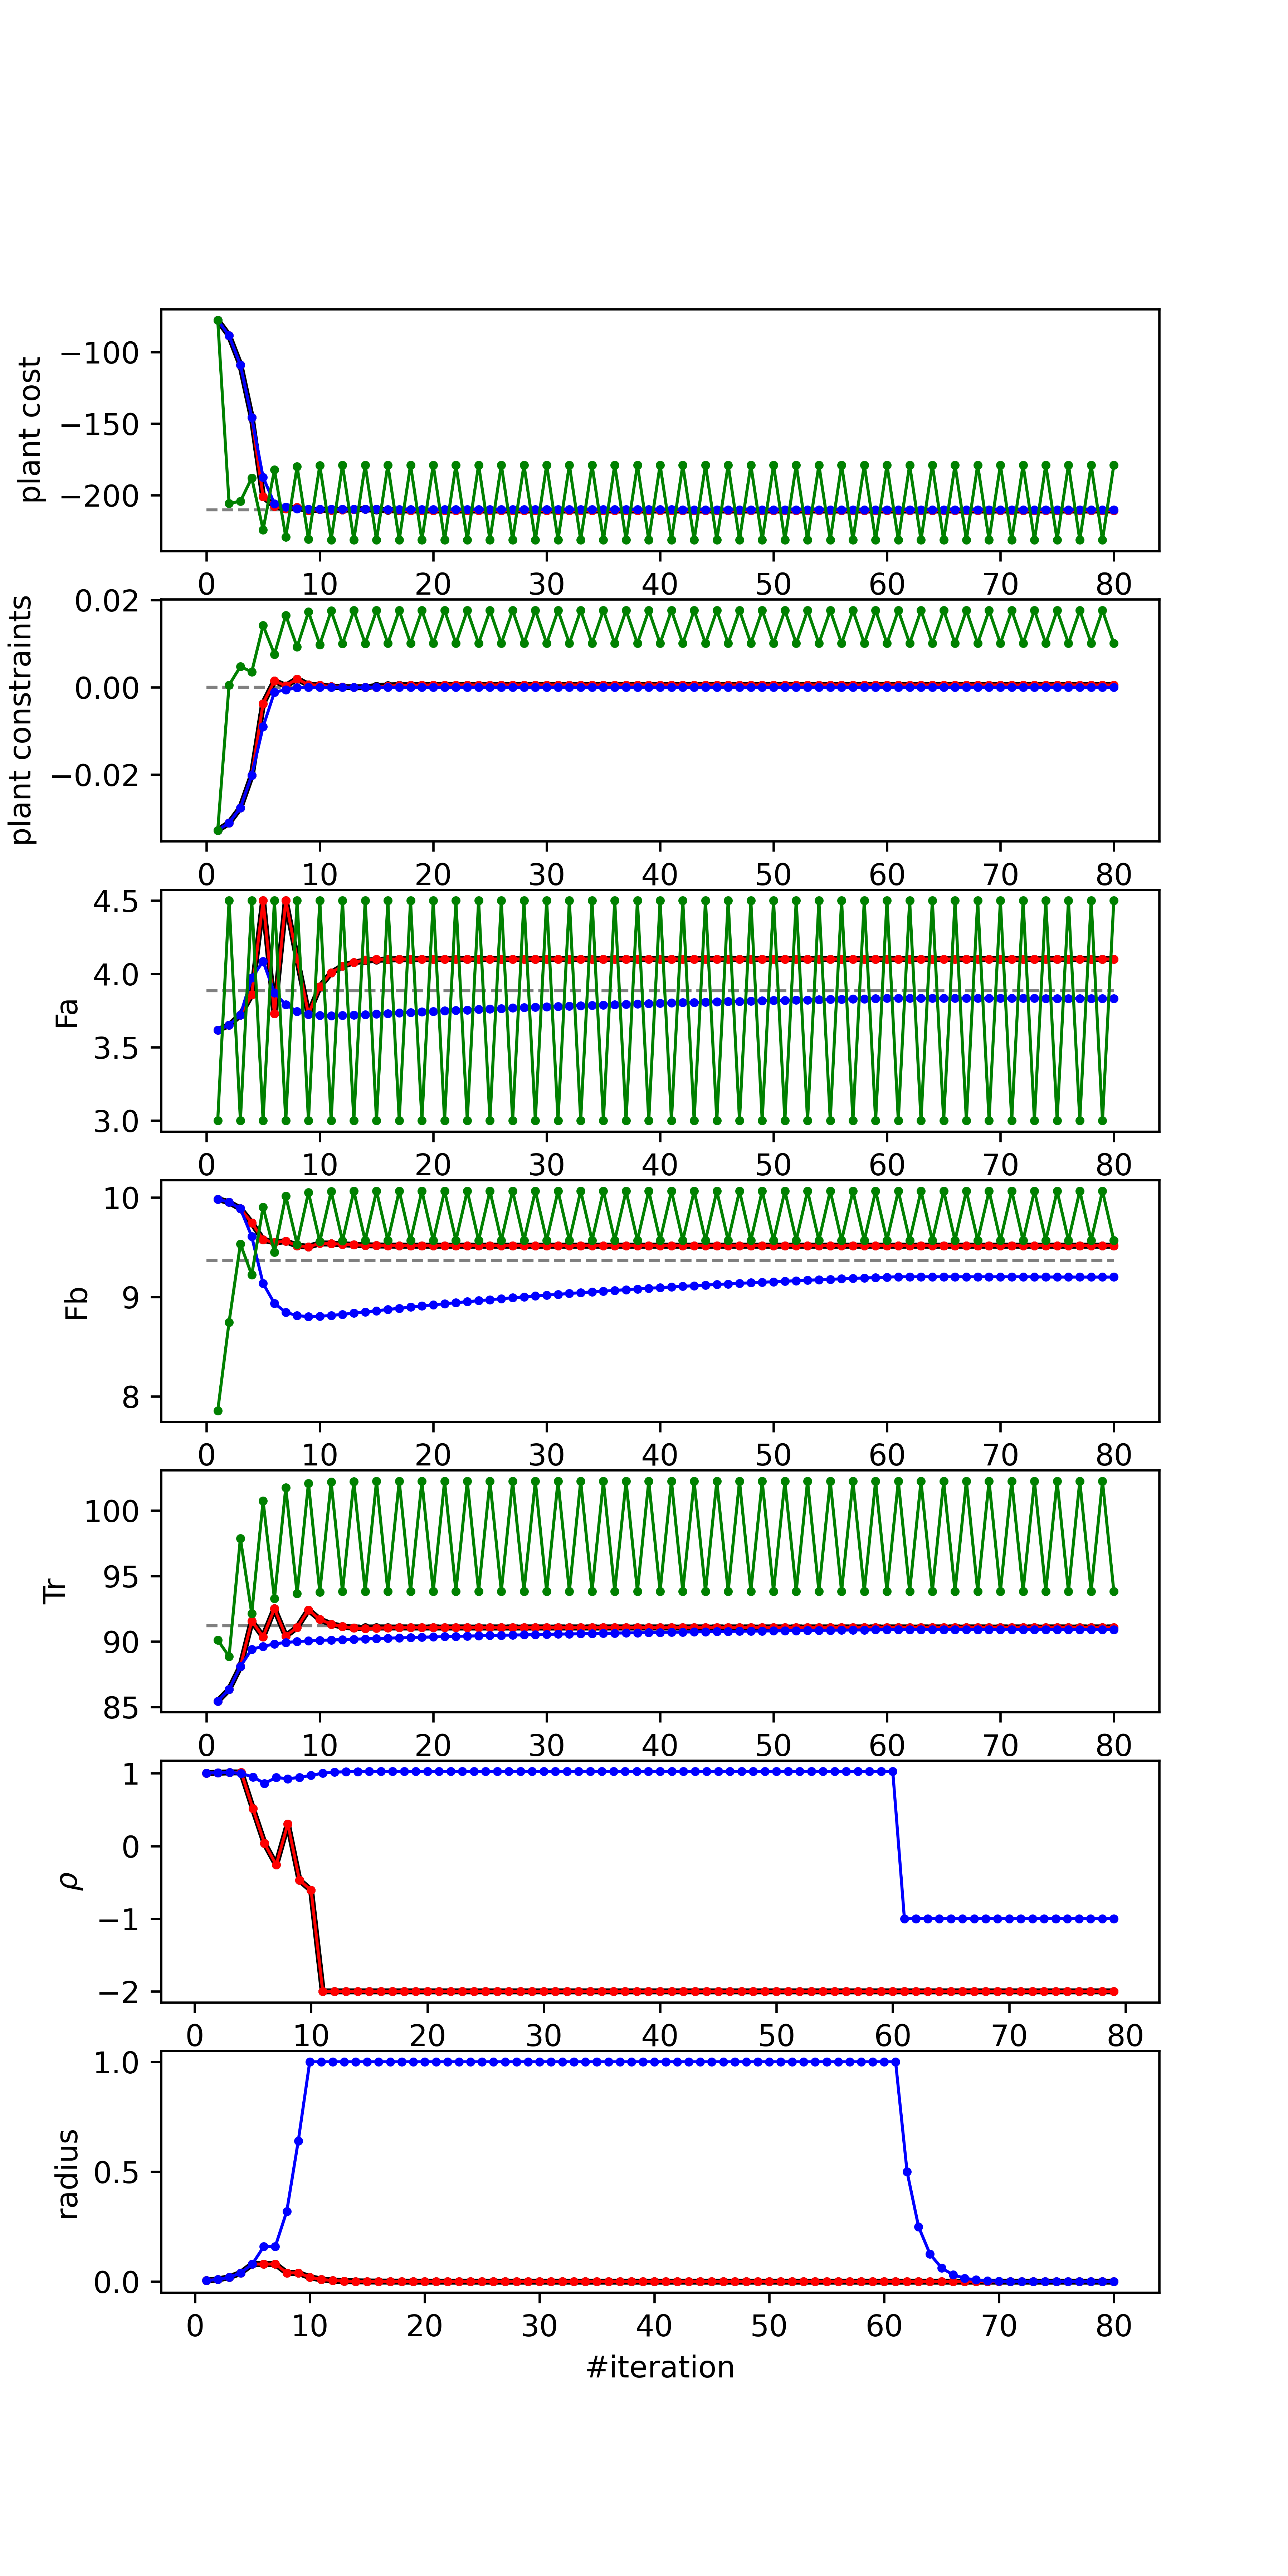 plant cost
−100
−150
−200
0 10 20 30 40 50 60 70 80
plant constraints
0.02
0.00
−0.02
0 10 20 30 40 50 60 70 80
Fa
4.5
4.0
3.5
3.0
0 10 20 30 40 50 60 70 80
Fb
10
9
8
0 10 20 30 40 50 60 70 80
Tr
100
95
90
85
0 10 20 30 40 50 60 70 80
ρ
1
0
−1
−2
0 10 20 30 40 50 60 70 80
radius
1.0
0.5
0.0
0 10 20 30 40 50 60 70 80
#iteration